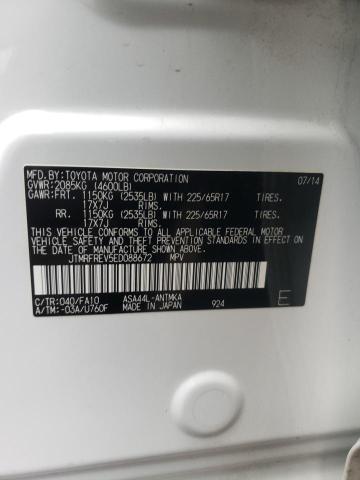 MFD.BY:TOYOTA MOTOR CORPORATION 07/14
GVWR:2085KG (4600LB)
GAWR:FRT. 1150KG (2535LB) WITH 225/65R17 TIRES.
17X7J RIMS.
RR. 1150KG (2535LB) WITH 225/65R17 TIRES.
17X7J RIMS.
THIS VEHICLE CONFORMS TO ALL APPLICABLE FEDERAL MOTOR
VEHICLE SAFETY AND THEFT PREVENTION STANDARDS IN EFFECT
ON THE DATE OF MANUFACTURE SHOWN ABOVE.
JTMRFREV5ED088672 MPV
C/TR:040/FA10 ASA44L-ANTMKA
A/TM:-03A/U760F MADE IN JAPAN 924 E